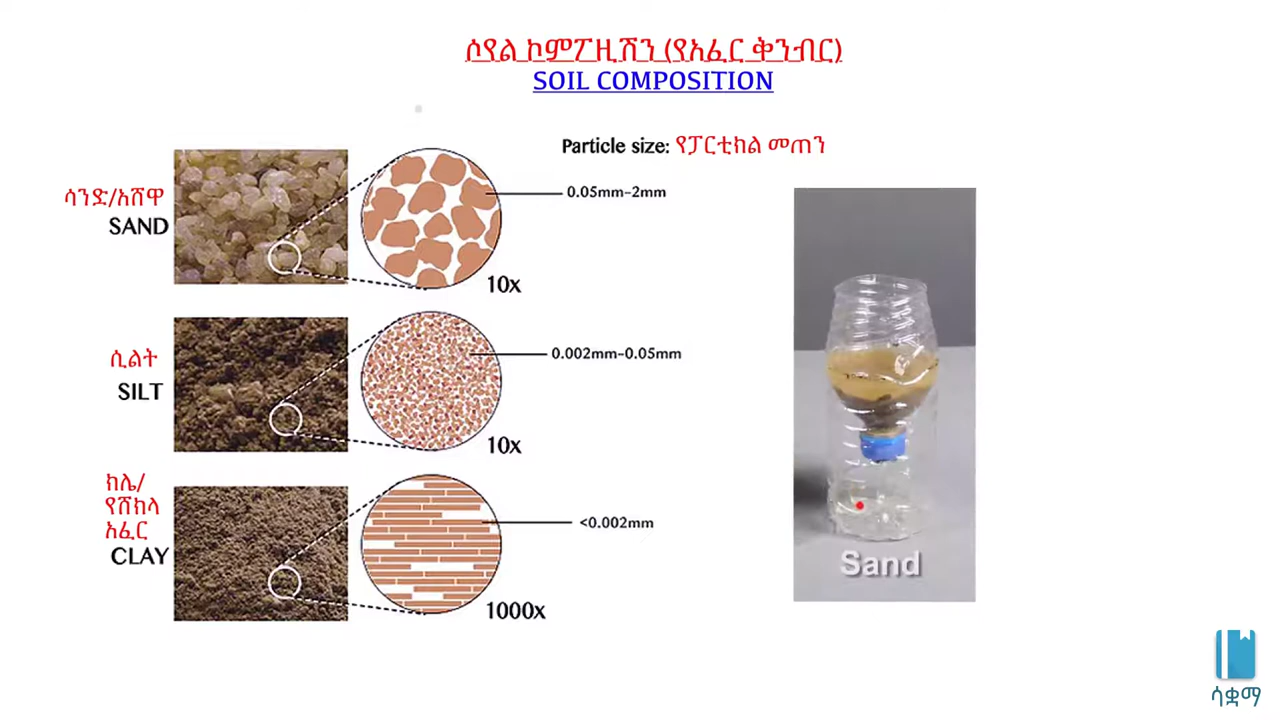 ሶየል ኮምፖዚሽን (የአፈር ቅንብር)
SOIL COMPOSITION
Particle size: የፓርቲክል መጠን
ሳንድ/አሸዋ
SAND
0.05mm–2mm
10x
ሲልት
SILT
0.002mm–0.05mm
10x
ክሌ/
የሸክላ
አፈር
CLAY
<0.002mm
1000x
Sand
ሳቋማ